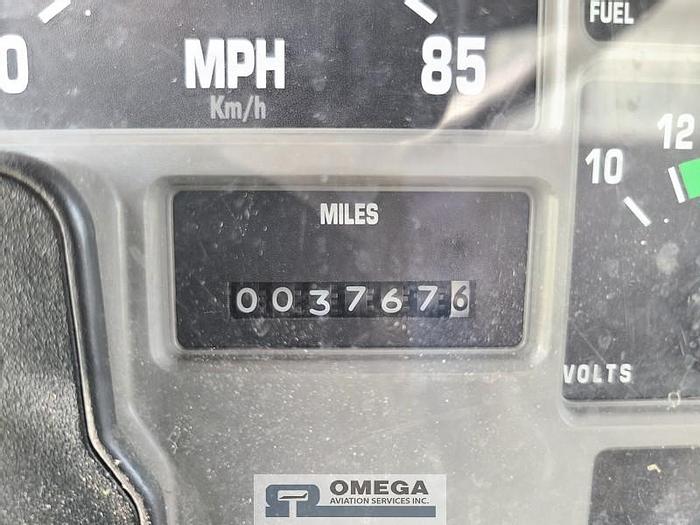 FUEL
0 MPH 85
Km/h
12
10
MILES
0037676
VOLTS
OMEGA
AVIATION SERVICES INC.